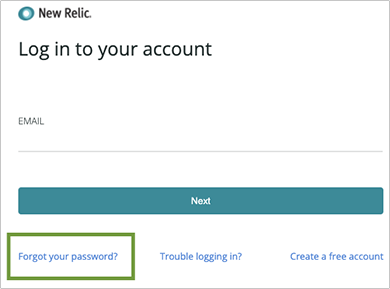 New Relic.
Log in to your account
EMAIL
Next
Forgot your password? Trouble logging in? Create a free account